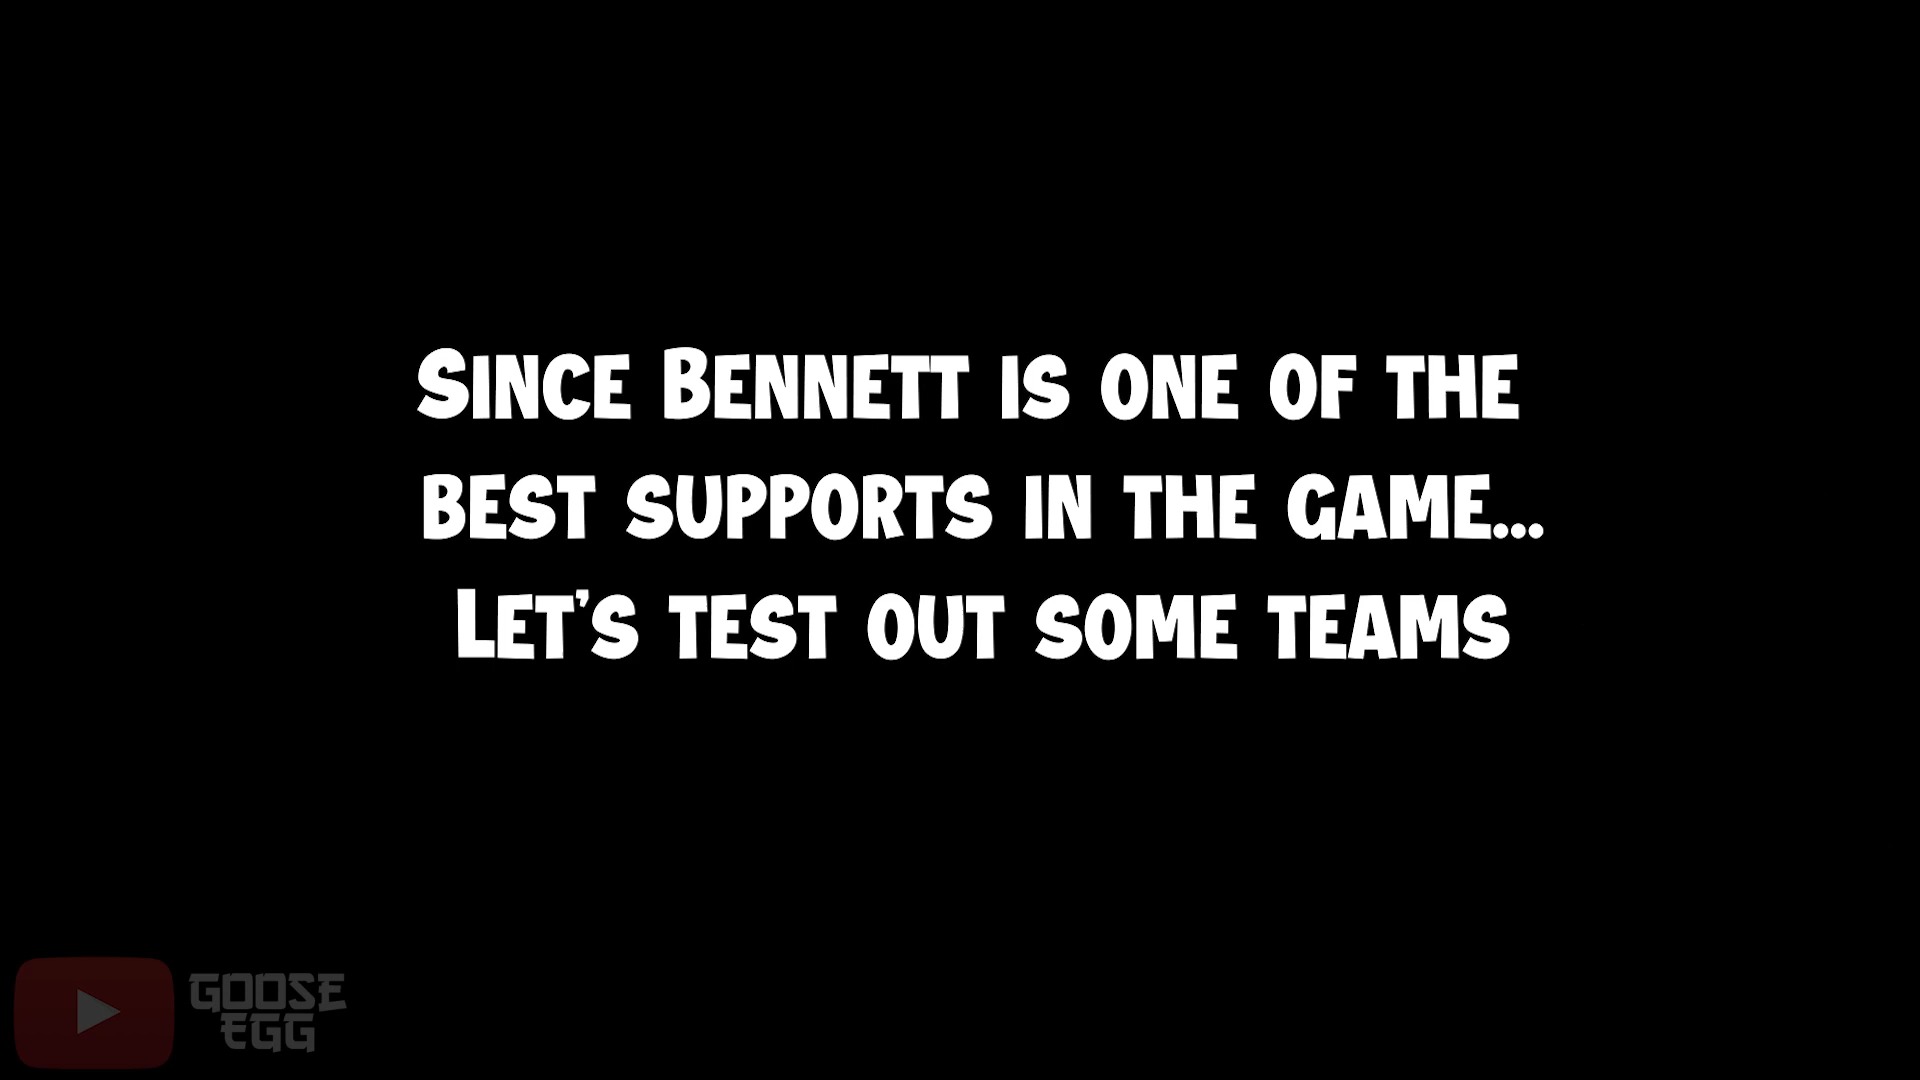 Since Bennett is one of the
best supports in the game...
Let's test out some teams
GOOSE
EGG